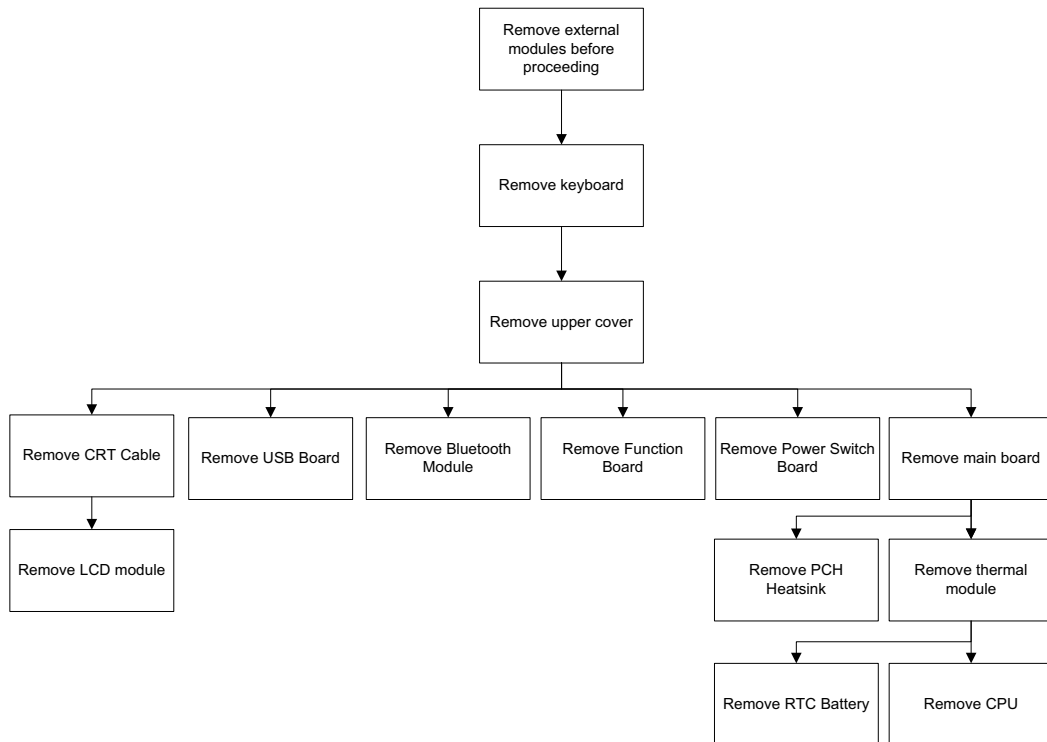 Remove external
modules before
proceeding
Remove keyboard
Remove upper cover
Remove CRT Cable
Remove USB Board
Remove Bluetooth
Module
Remove Function
Board
Remove Power Switch
Board
Remove main board
Remove LCD module
Remove PCH
Heatsink
Remove thermal
module
Remove RTC Battery
Remove CPU